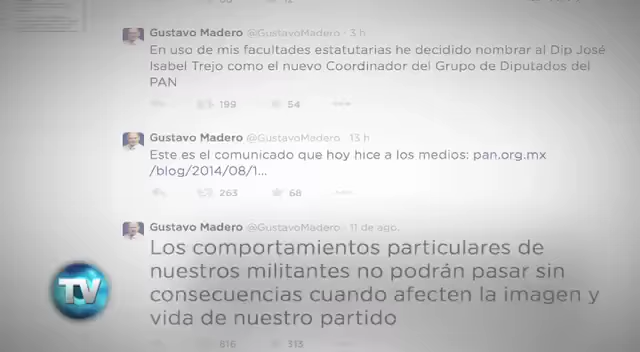 Gustavo Madero @GustavoMadero · 3 h
En uso de mis facultades estatutarias he decidido nombrar al Dip José
Isabel Trejo como el nuevo Coordinador del Grupo de Diputados del
PAN
199 54
Gustavo Madero @GustavoMadero · 13 h
Este es el comunicado que hoy hice a los medios: pan.org.mx
/blog/2014/08/1...
263 68
Gustavo Madero @GustavoMadero · 11 de ago.
Los comportamientos particulares de
nuestros militantes no podrán pasar sin
consecuencias cuando afecten la imagen y
vida de nuestro partido
TV
816 313